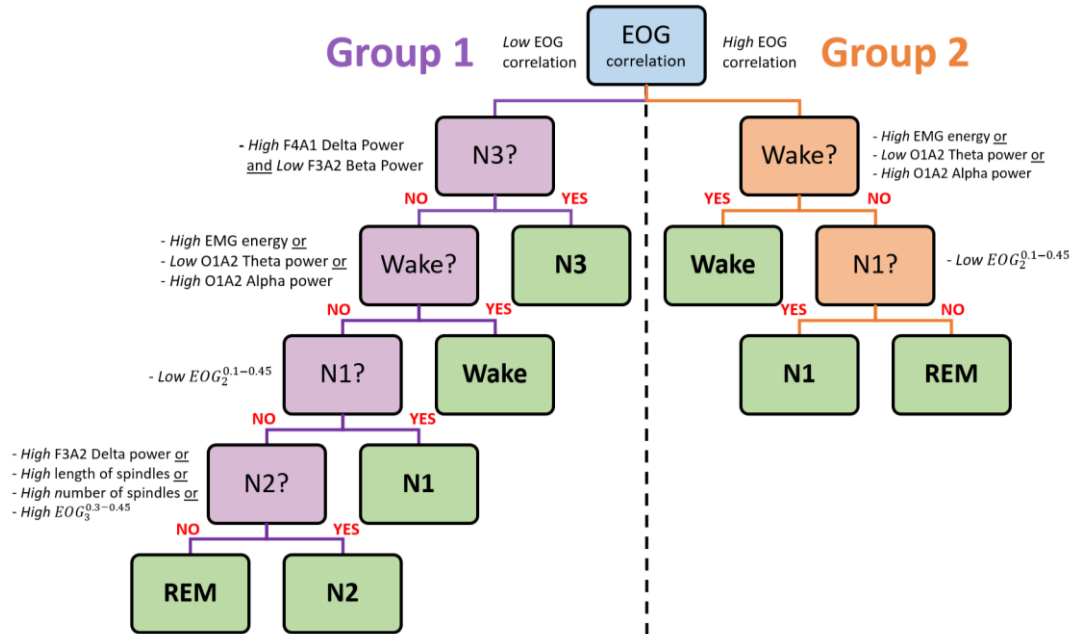 Group 1
Low EOG
correlation
EOG
correlation
High EOG
correlation
Group 2
- High F4A1 Delta Power
and Low F3A2 Beta Power
N3?
Wake?
- High EMG energy or
- Low O1A2 Theta power or
- High O1A2 Alpha power
NO
YES
YES
NO
- High EMG energy or
- Low O1A2 Theta power or
- High O1A2 Alpha power
Wake?
N3
Wake
N1?
- Low EOG₂^0.1−0.45
NO
YES
YES
NO
- Low EOG₂^0.1−0.45
N1?
Wake
N1
REM
NO
YES
- High F3A2 Delta power or
- High length of spindles or
- High number of spindles or
- High EOG₃^0.3−0.45
N2?
N1
NO
YES
REM
N2